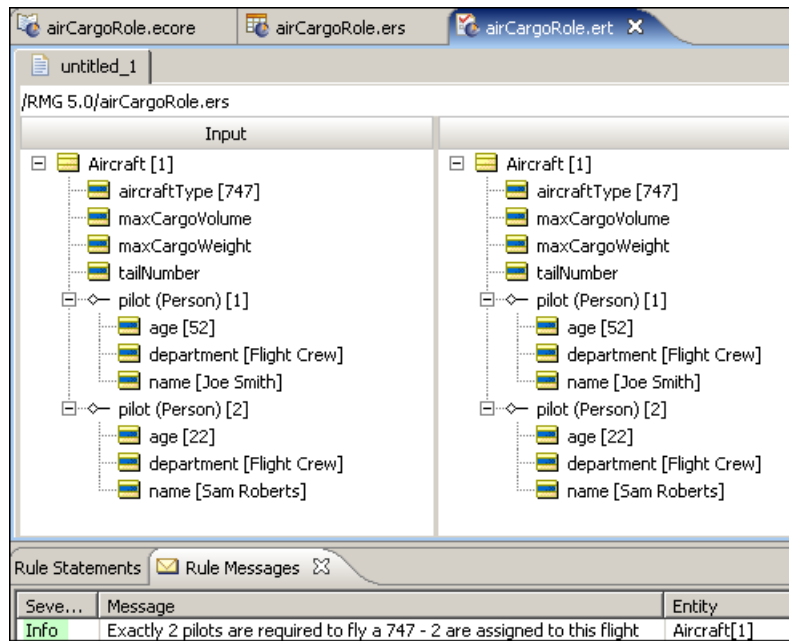 airCargoRole.ecore airCargoRole.ers airCargoRole.ert
untitled_1
/RMG 5.0/airCargoRole.ers
Input
Aircraft [1] Aircraft [1]
aircraftType [747] aircraftType [747]
maxCargoVolume maxCargoVolume
maxCargoWeight maxCargoWeight
tailNumber tailNumber
pilot (Person) [1] pilot (Person) [1]
age [52] age [52]
department [Flight Crew] department [Flight Crew]
name [Joe Smith] name [Joe Smith]
pilot (Person) [2] pilot (Person) [2]
age [22] age [22]
department [Flight Crew] department [Flight Crew]
name [Sam Roberts] name [Sam Roberts]
Rule Statements Rule Messages
Seve... Message Entity
Info Exactly 2 pilots are required to fly a 747 - 2 are assigned to this flight Aircraft[1]